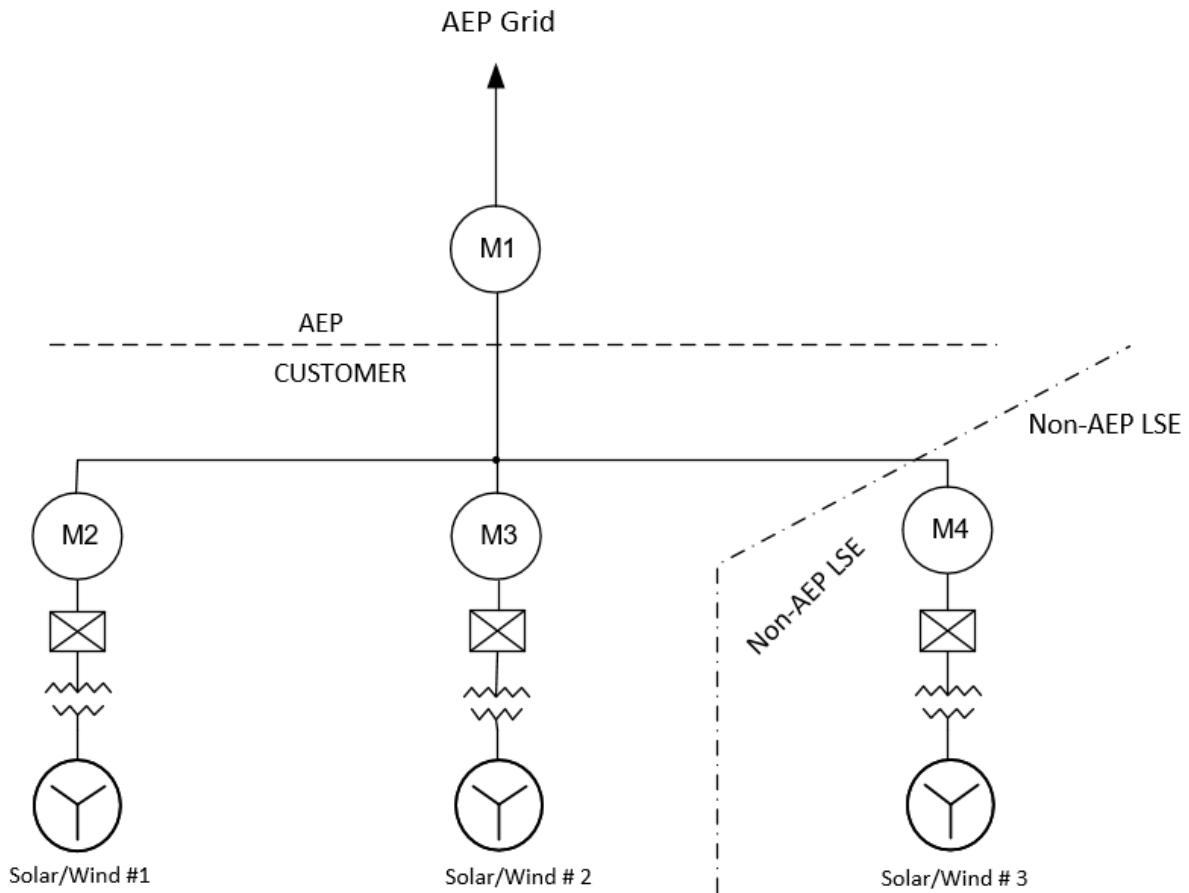 AEP Grid
M1
AEP
CUSTOMER
Non-AEP LSE
M2
M3
Non-AEP LSE
M4
Solar/Wind #1
Solar/Wind # 2
Solar/Wind # 3